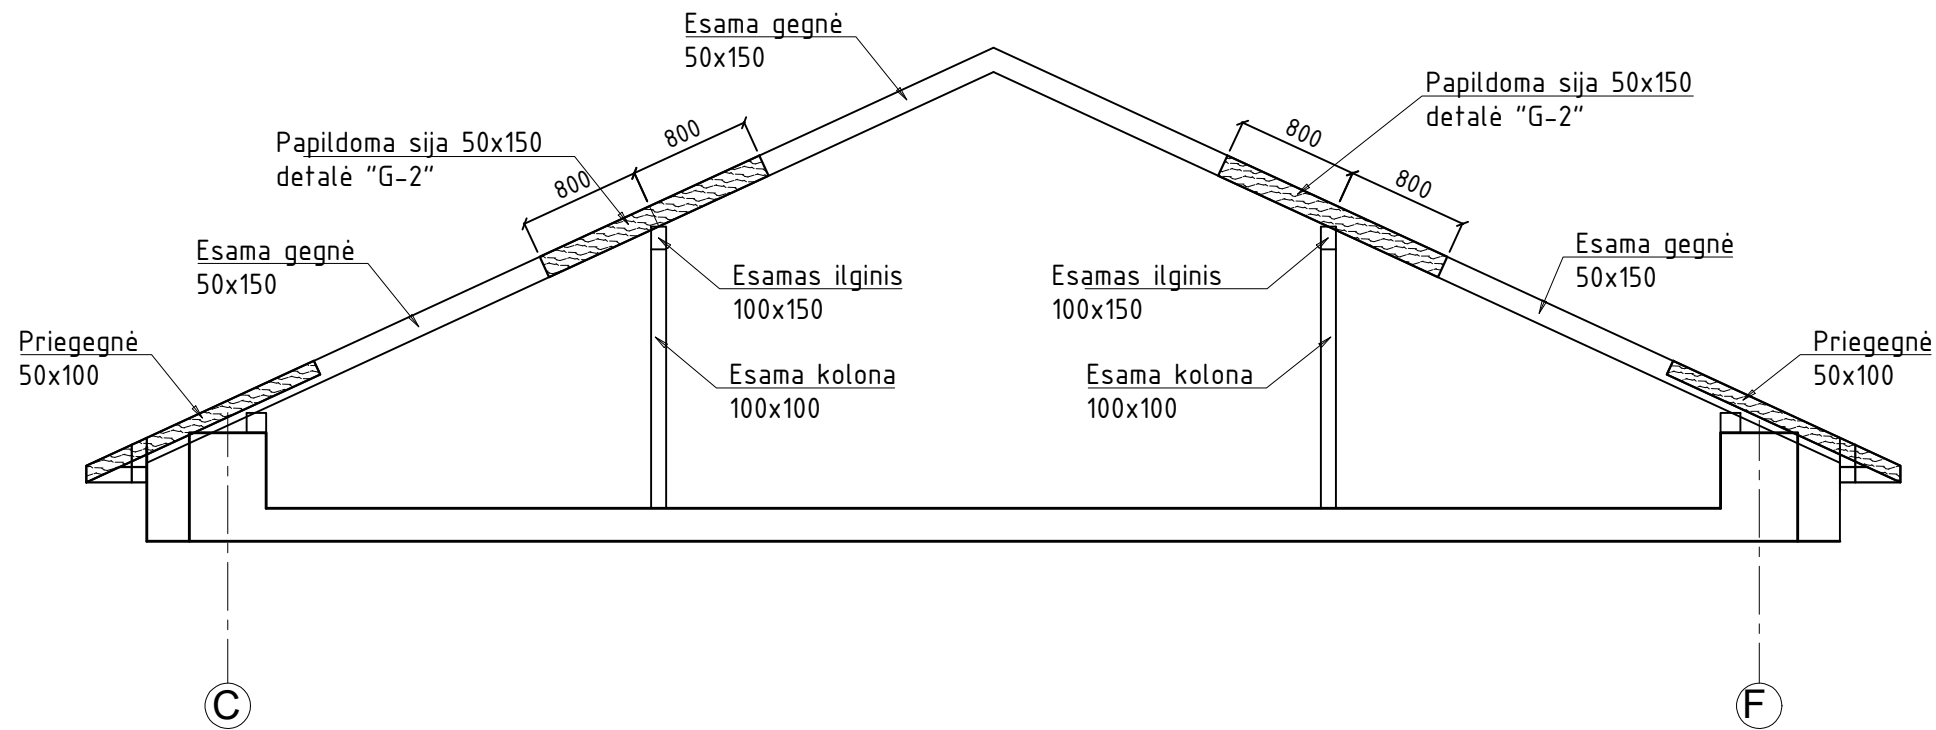 Esama gegnė
50x150
Papildoma sija 50x150
detalė "G-2"
800
800
Papildoma sija 50x150
detalė "G-2"
800
800
Esama gegnė
50x150
Esamas ilginis
100x150
Esamas ilginis
100x150
Esama gegnė
50x150
Priegegnė
50x100
Esama kolona
100x100
Esama kolona
100x100
Priegegnė
50x100
C
F